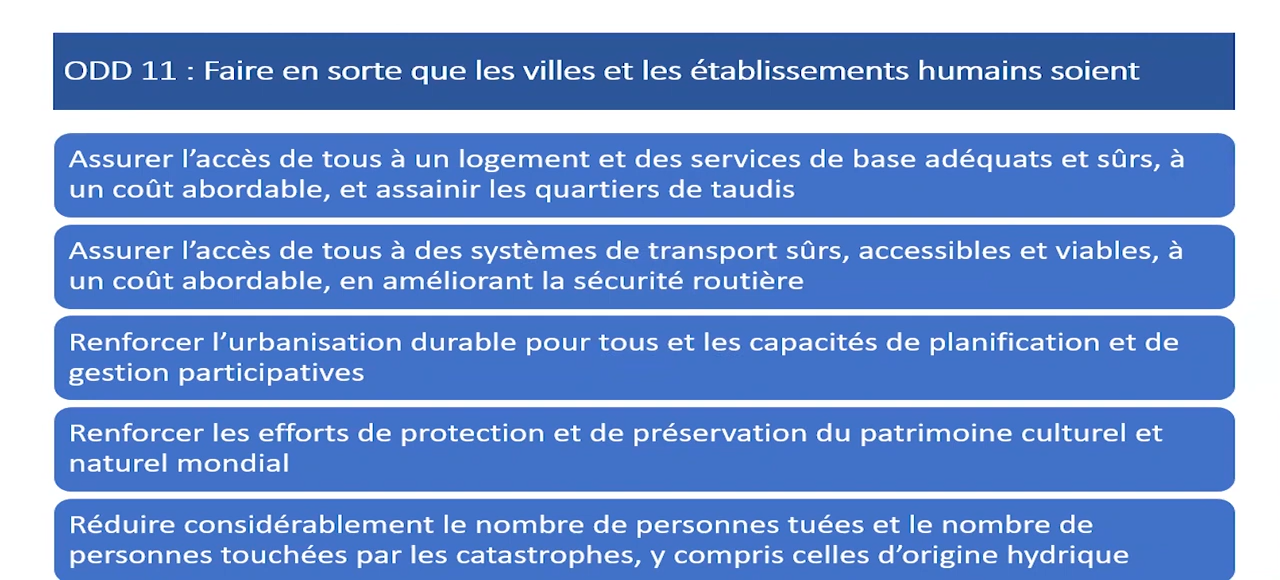 ODD 11 : Faire en sorte que les villes et les établissements humains soient
Assurer l’accès de tous à un logement et des services de base adéquats et sûrs, à
un coût abordable, et assainir les quartiers de taudis
Assurer l’accès de tous à des systèmes de transport sûrs, accessibles et viables, à
un coût abordable, en améliorant la sécurité routière
Renforcer l’urbanisation durable pour tous et les capacités de planification et de
gestion participatives
Renforcer les efforts de protection et de préservation du patrimoine culturel et
naturel mondial
Réduire considérablement le nombre de personnes tuées et le nombre de
personnes touchées par les catastrophes, y compris celles d’origine hydrique